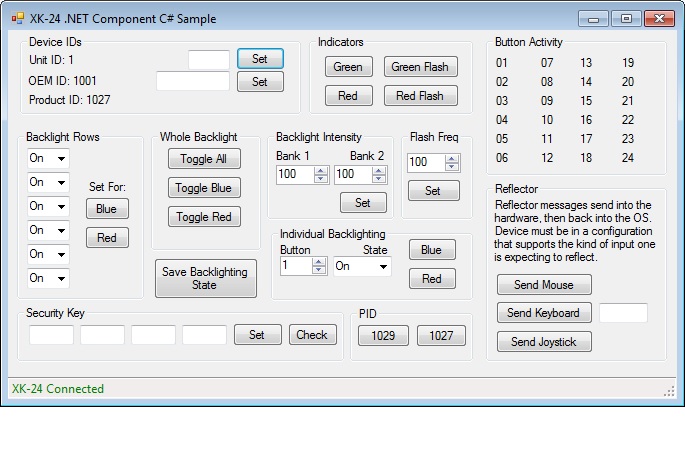 XK-24 .NET Component C# Sample
Device IDs
Unit ID: 1
Set
OEM ID: 1001
Set
Product ID: 1027
Indicators
Green
Green Flash
Red
Red Flash
Button Activity
01 07 13 19
02 08 14 20
03 09 15 21
04 10 16 22
05 11 17 23
06 12 18 24
Backlight Rows
On
On
On
On
On
On
Set For:
Blue
Red
Whole Backlight
Toggle All
Toggle Blue
Toggle Red
Save Backlighting
State
Backlight Intensity
Bank 1 Bank 2
100 100
Set
Flash Freq
100
Set
Individual Backlighting
Button State
1 On
Blue
Red
Reflector
Reflector messages send into the
hardware, then back into the OS.
Device must be in a configuration
that supports the kind of input one
is expecting to reflect.
Send Mouse
Send Keyboard
Send Joystick
Security Key
Set
Check
PID
1029
1027
XK-24 Connected